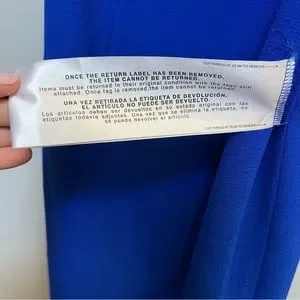 CUT THREAD AT SEAM TO REMOVE
ONCE THE RETURN LABEL HAS BEEN REMOVED,
THE ITEM CANNOT BE RETURNED.
Items must be returned in their original condition with the tags still
attached. Once tag is removed,the item cannot be returned.
UNA VEZ RETIRADA LA ETIQUETA DE DEVOLUCIÓN,
EL ARTÍCULO NO PUEDE SER DEVUELTO.
Los artículos deben ser devueltos en su estado original con las
etiquetas todavía adjuntas. Una vez que se elimina la etiqueta, no
se puede devolver el artículo.
CUT THREAD AT SEAM TO REMOVE